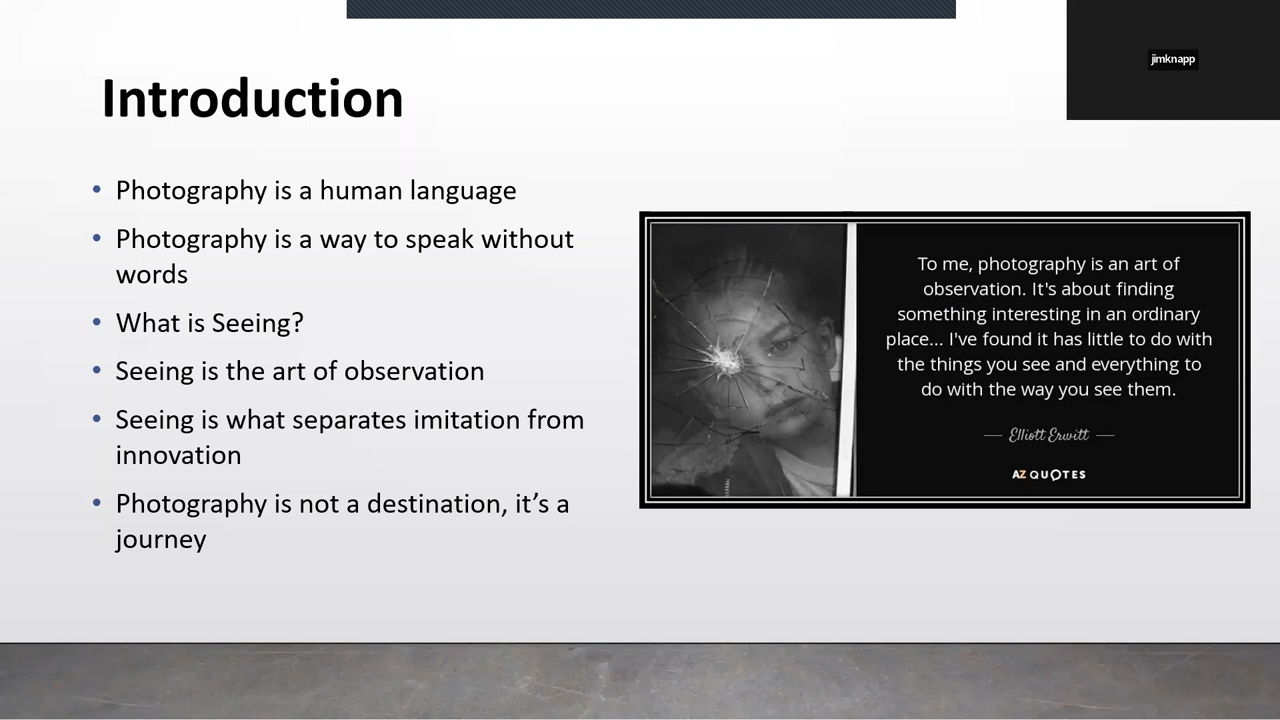 jimknapp
Introduction
• Photography is a human language
• Photography is a way to speak without
words
• What is Seeing?
• Seeing is the art of observation
• Seeing is what separates imitation from
innovation
• Photography is not a destination, it’s a
journey
To me, photography is an art of
observation. It's about finding
something interesting in an ordinary
place... I've found it has little to do with
the things you see and everything to
do with the way you see them.
— Elliott Erwitt —
AZ QUOTES